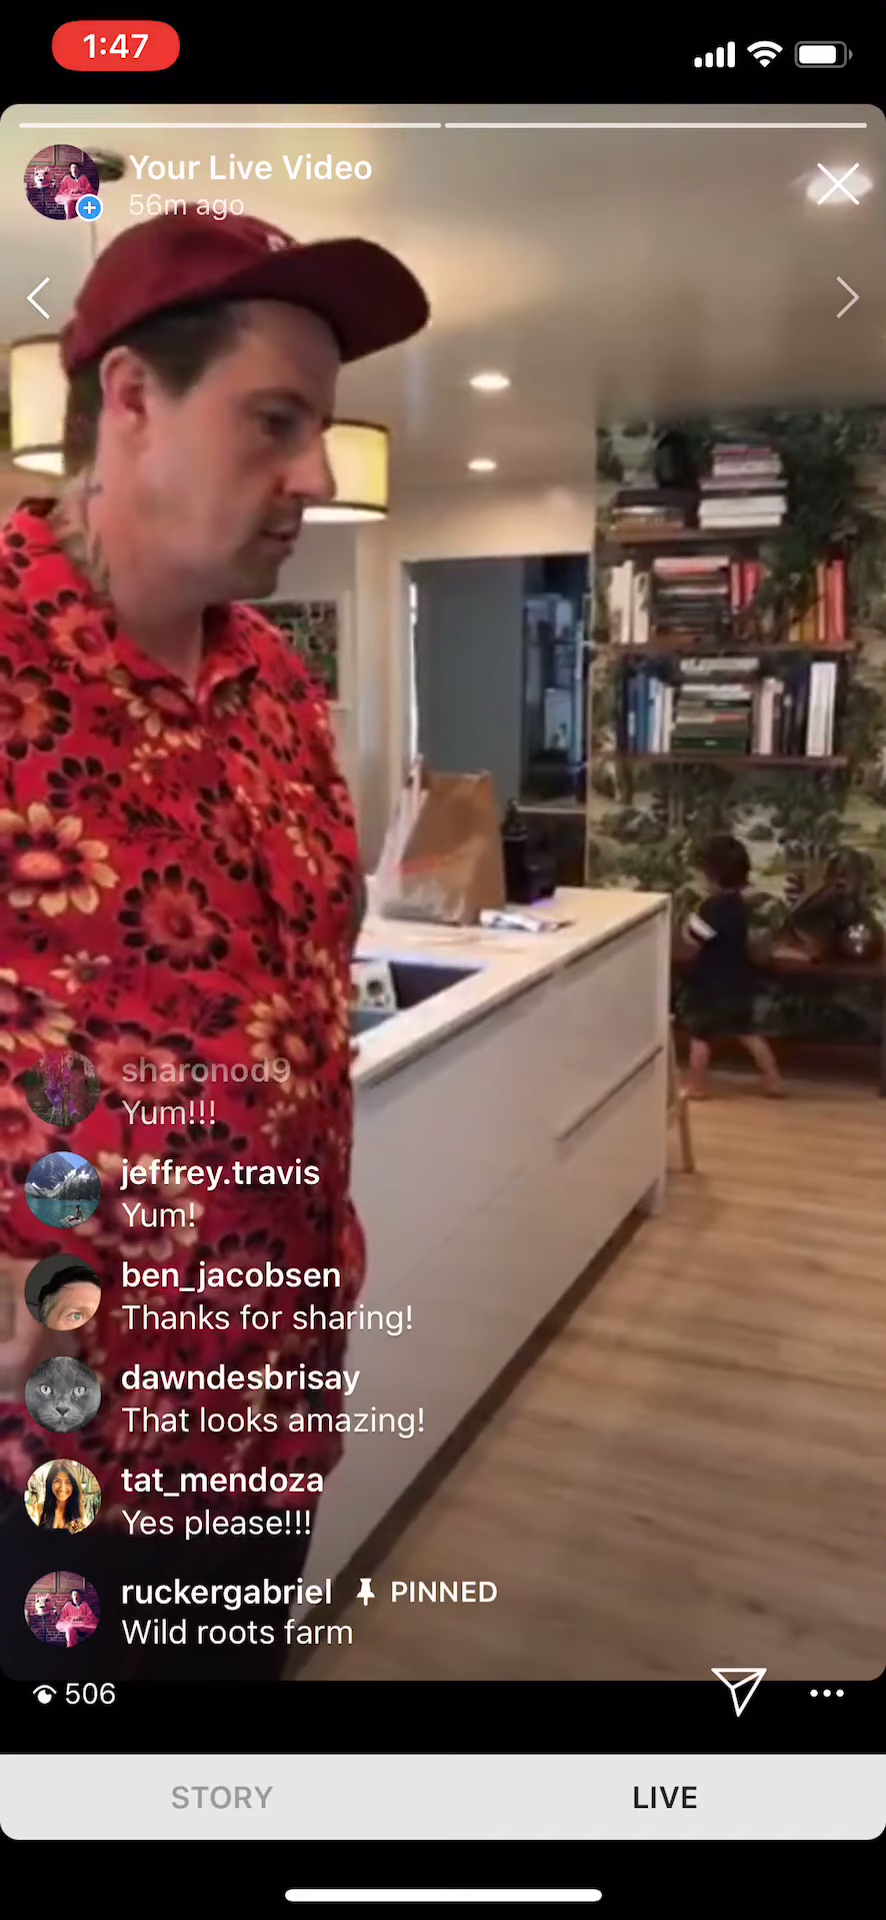 1:47
Your Live Video
56m ago
sharonod9
Yum!!!
jeffrey.travis
Yum!
ben_jacobsen
Thanks for sharing!
dawndesbrisay
That looks amazing!
tat_mendoza
Yes please!!!
ruckergabriel PINNED
Wild roots farm
506
STORY LIVE